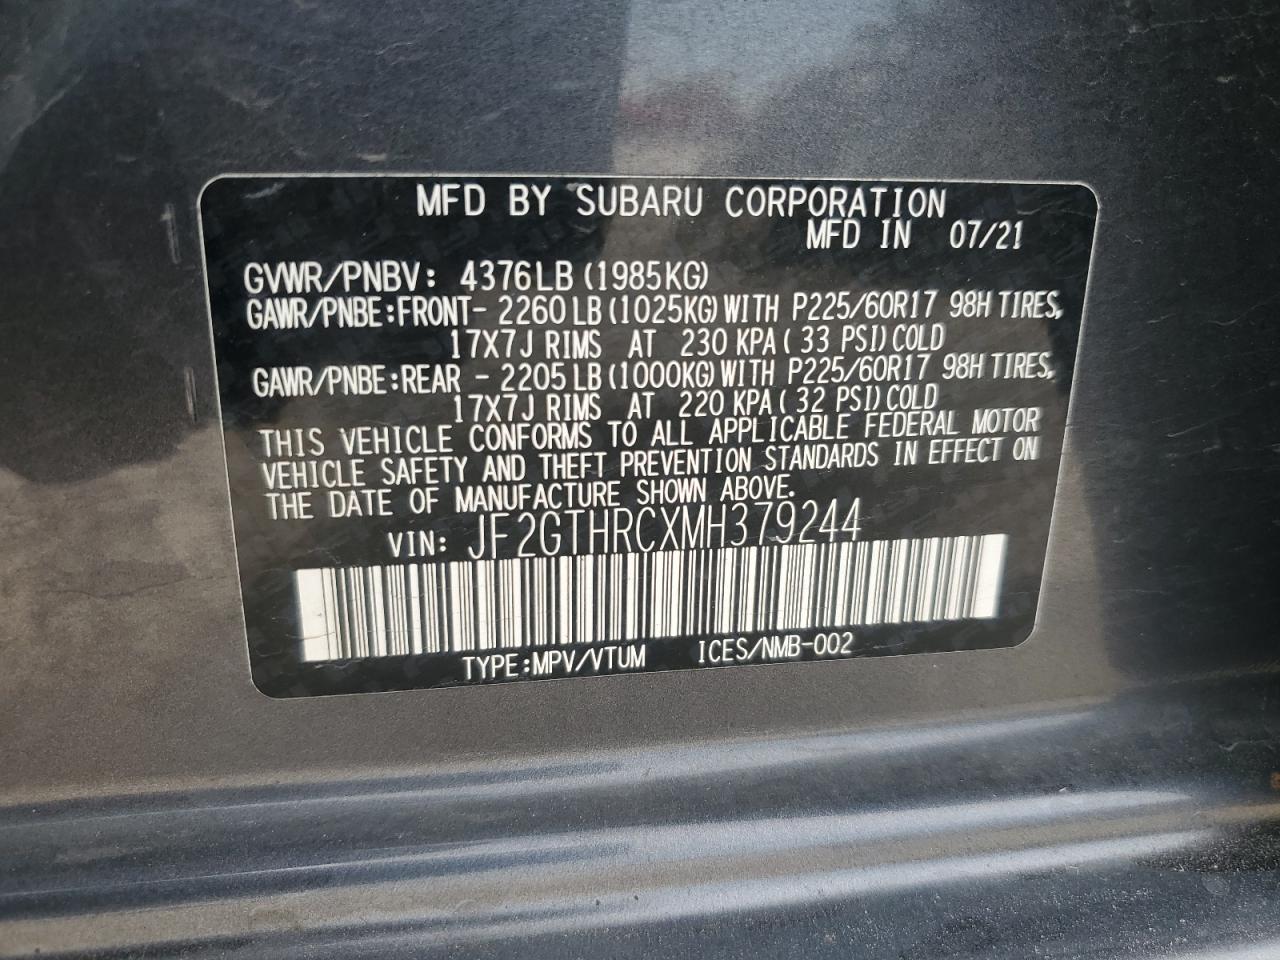 MFD BY SUBARU CORPORATION
MFD IN 07/21
GVWR/PNBV: 4376LB (1985KG)
GAWR/PNBE:FRONT- 2260 LB (1025KG) WITH P225/60R17 98H TIRES,
17X7J RIMS AT 230 KPA ( 33 PSI) COLD
GAWR/PNBE:REAR - 2205 LB (1000KG) WITH P225/60R17 98H TIRES,
17X7J RIMS AT 220 KPA ( 32 PSI) COLD
THIS VEHICLE CONFORMS TO ALL APPLICABLE FEDERAL MOTOR
VEHICLE SAFETY AND THEFT PREVENTION STANDARDS IN EFFECT ON
THE DATE OF MANUFACTURE SHOWN ABOVE.
VIN: JF2GTHRCXMH379244
TYPE:MPV/VTUM ICES/NMB-002